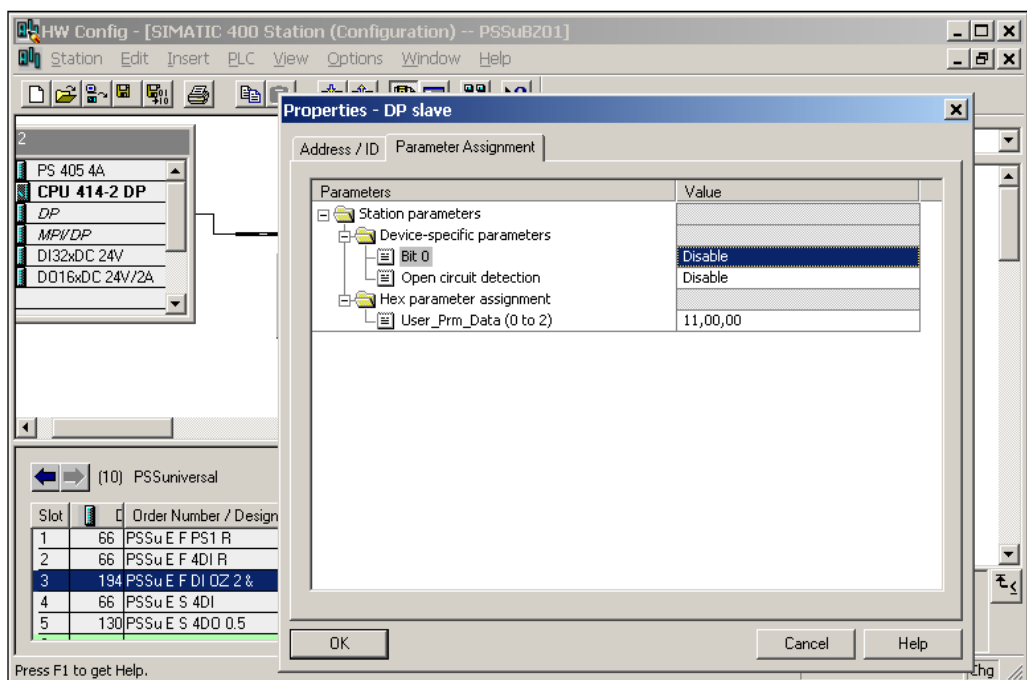 HW Config - [SIMATIC 400 Station (Configuration) -- PSSuBZ01]
Station Edit Insert PLC View Options Window Help
Properties - DP slave
Address / ID Parameter Assignment
2
PS 405 4A
CPU 414-2 DP
DP
MPI/DP
DI32xDC 24V
DO16xDC 24V/2A
Parameters Value
Station parameters
Device-specific parameters
Bit 0 Disable
Open circuit detection Disable
Hex parameter assignment
User_Prm_Data (0 to 2) 11,00,00
(10) PSSuniversal
Slot Order Number / Design
1 66 PSSu E F PS1 R
2 66 PSSu E F 4DI R
3 194 PSSu E F DI OZ 2 &
4 66 PSSu E S 4DI
5 130 PSSu E S 4DO 0.5
OK Cancel Help
Press F1 to get Help. Chg